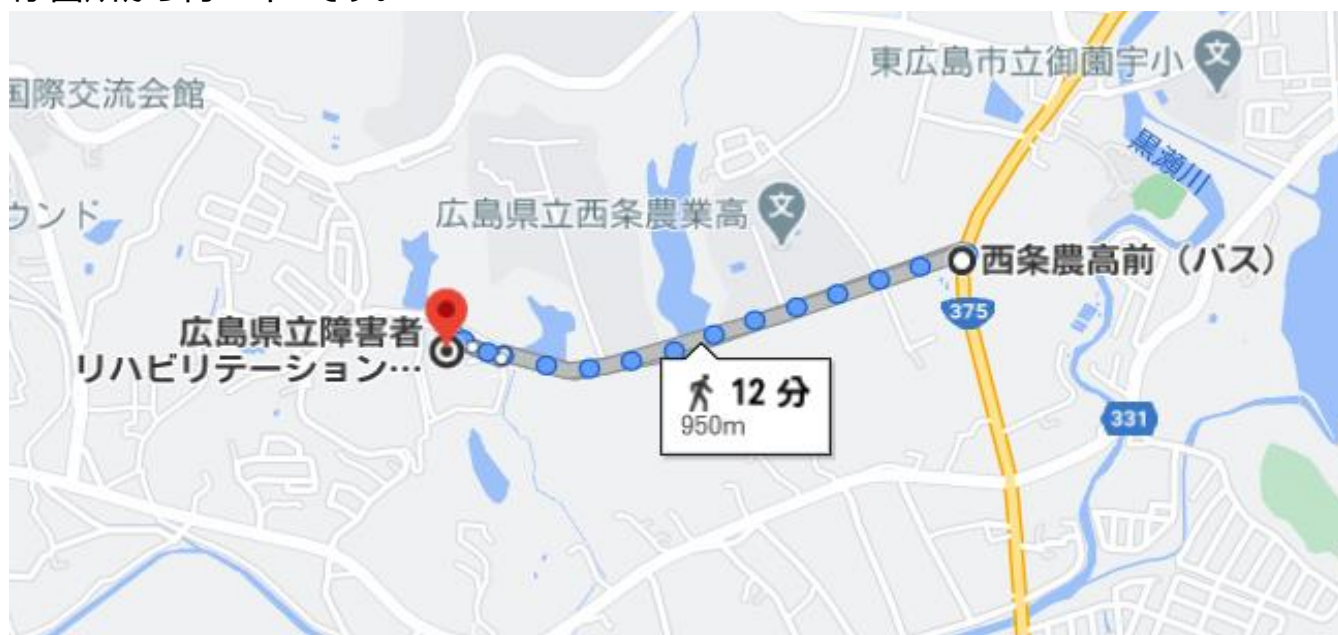 国際交流会館
東広島市立御薗宇小
黒瀬川
ウンド
広島県立西条農業高
西条農高前（バス）
375
広島県立障害者
リハビリテーション…
12 分
950m
331